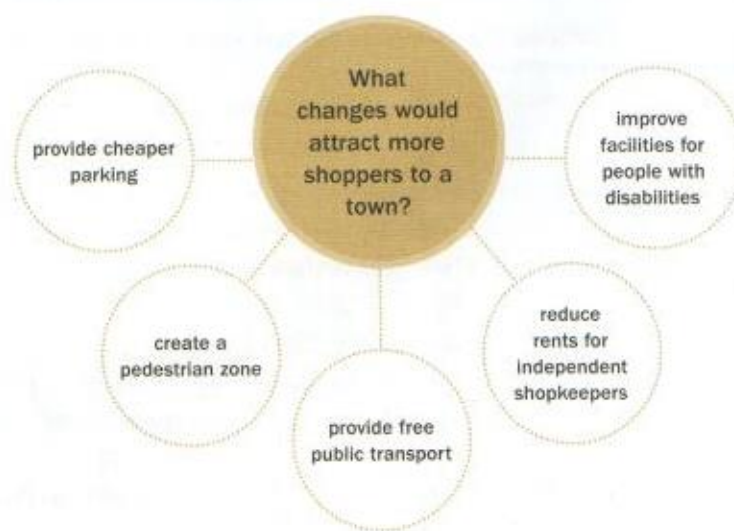 What
changes would
attract more
shoppers to a
town?
provide cheaper
parking
create a
pedestrian zone
provide free
public transport
reduce
rents for
independent
shopkeepers
improve
facilities for
people with
disabilities